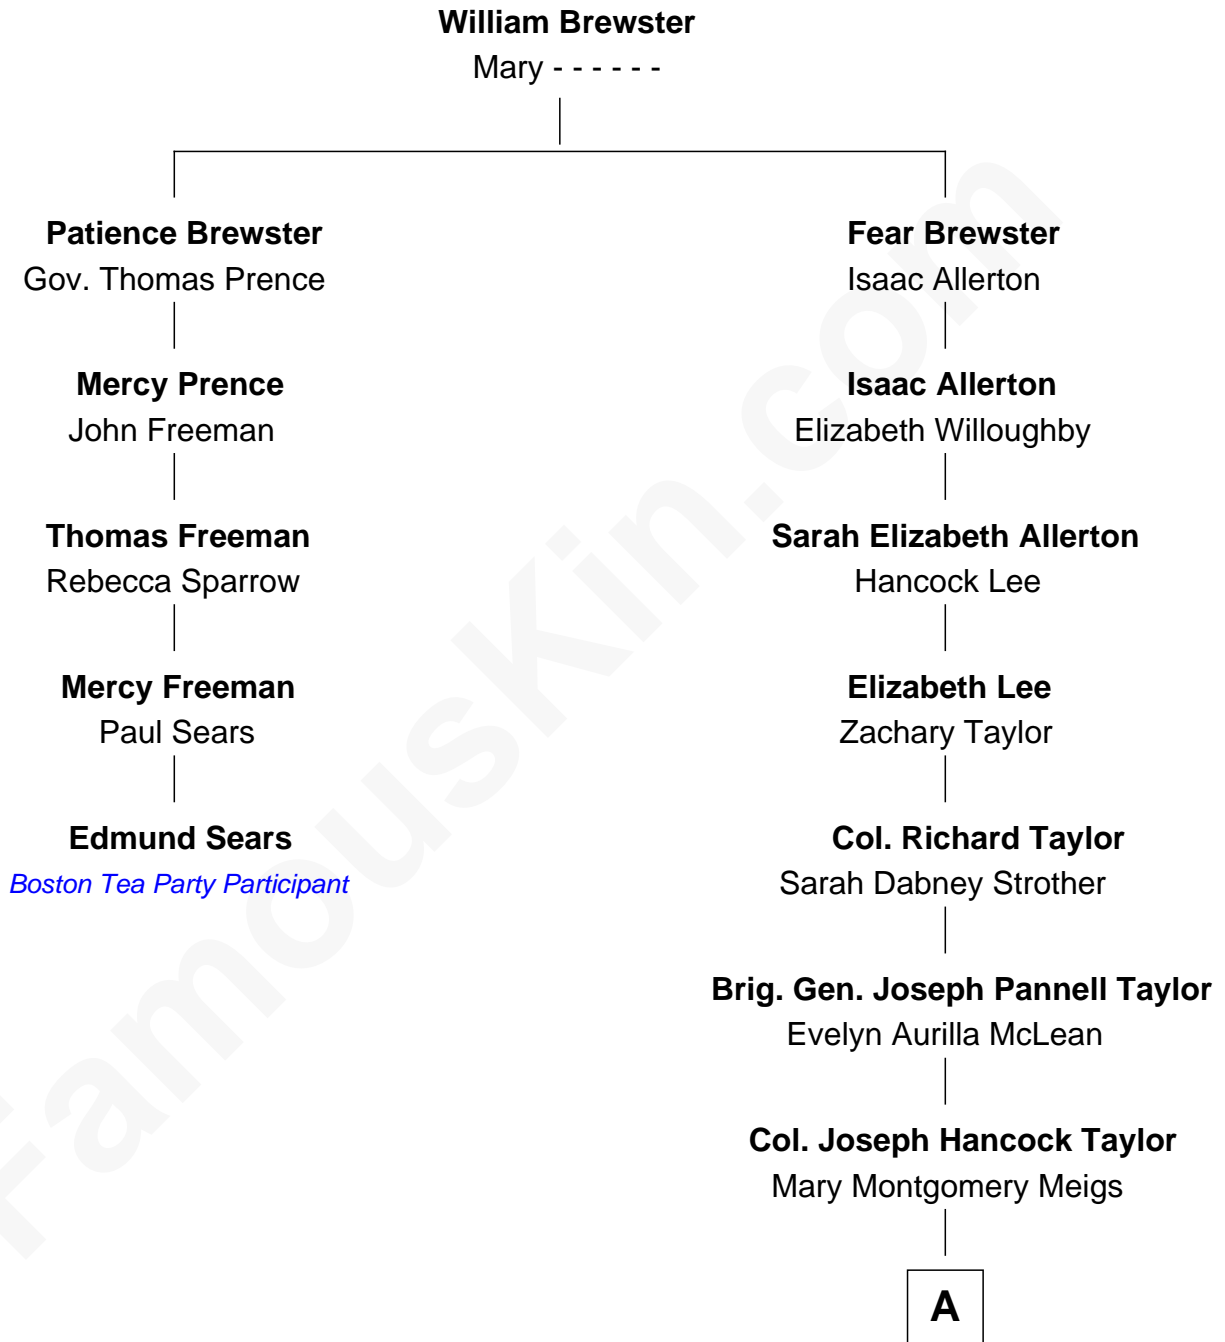 William Brewster
Mary - - - - - -
Patience Brewster
Gov. Thomas Prence
Fear Brewster
Isaac Allerton
Mercy Prence
John Freeman
Isaac Allerton
Elizabeth Willoughby
Thomas Freeman
Rebecca Sparrow
Sarah Elizabeth Allerton
Hancock Lee
Mercy Freeman
Paul Sears
Elizabeth Lee
Zachary Taylor
Edmund Sears
Boston Tea Party Participant
Col. Richard Taylor
Sarah Dabney Strother
Brig. Gen. Joseph Pannell Taylor
Evelyn Aurilla McLean
Col. Joseph Hancock Taylor
Mary Montgomery Meigs
A
FamousKin.com